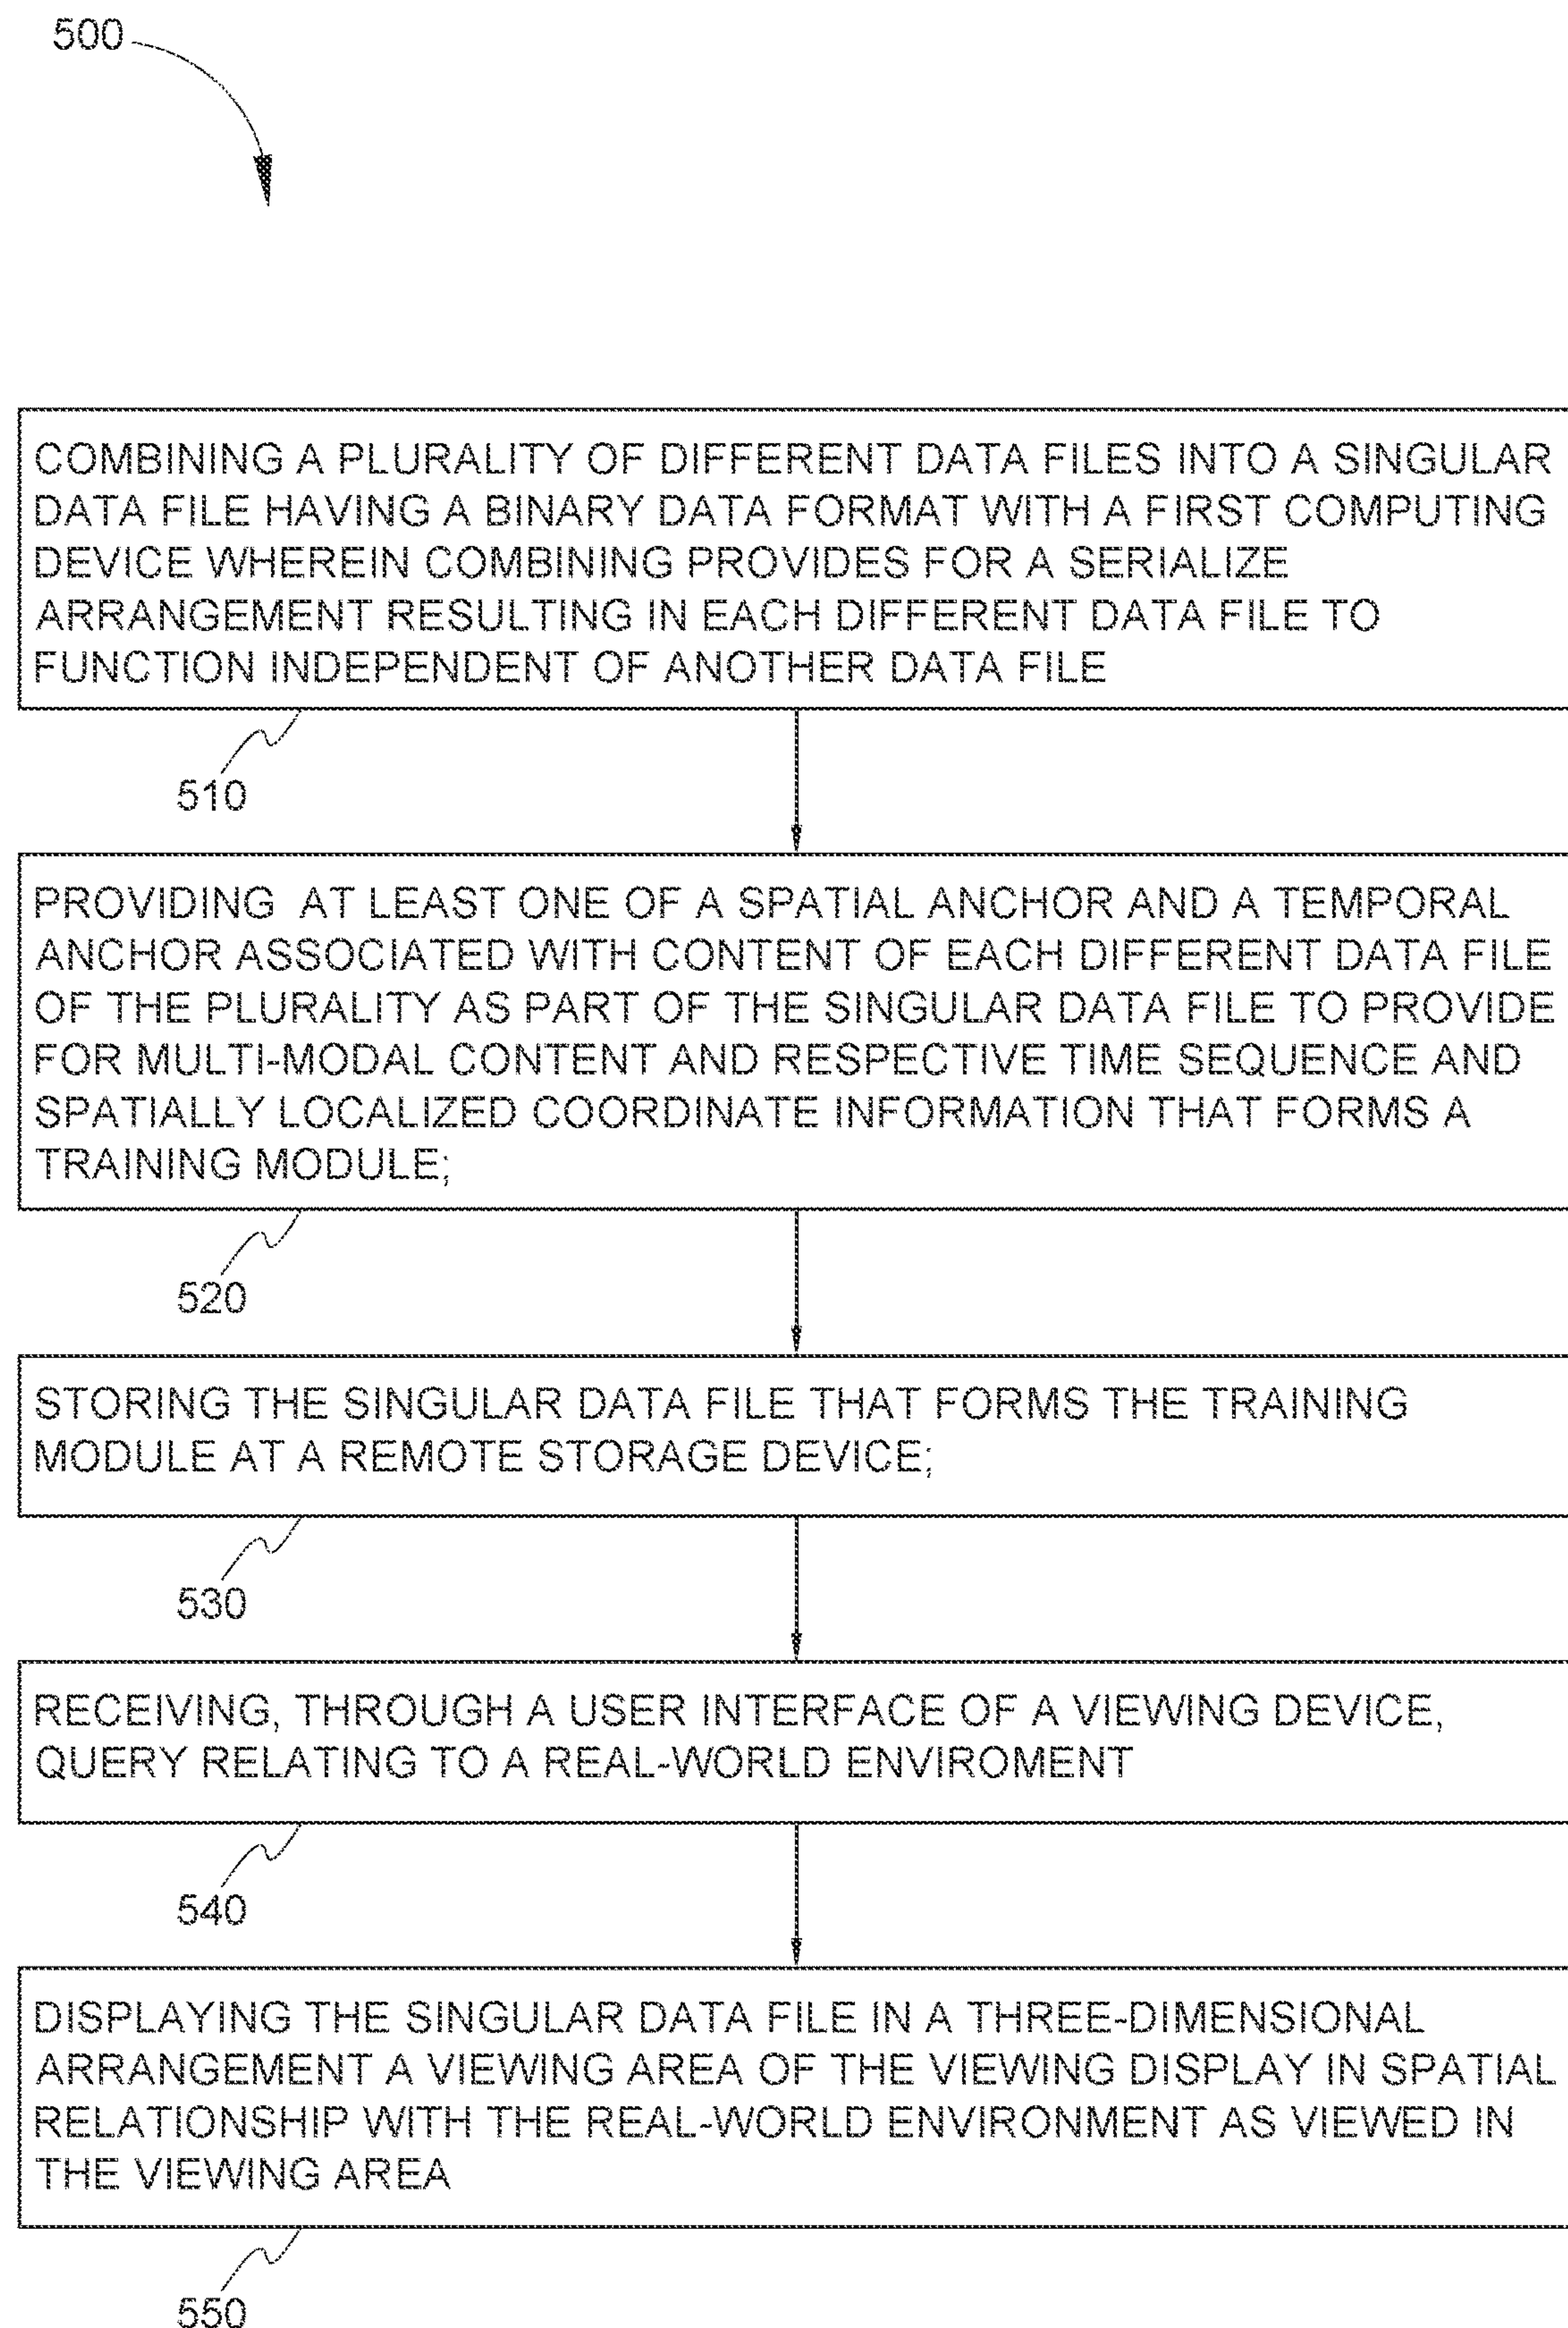 500
COMBINING A PLURALITY OF DIFFERENT DATA FILES INTO A SINGULAR
DATA FILE HAVING A BINARY DATA FORMAT WITH A FIRST COMPUTING
DEVICE WHEREIN COMBINING PROVIDES FOR A SERIALIZE
ARRANGEMENT RESULTING IN EACH DIFFERENT DATA FILE TO
FUNCTION INDEPENDENT OF ANOTHER DATA FILE
510
PROVIDING AT LEAST ONE OF A SPATIAL ANCHOR AND A TEMPORAL
ANCHOR ASSOCIATED WITH CONTENT OF EACH DIFFERENT DATA FILE
OF THE PLURALITY AS PART OF THE SINGULAR DATA FILE TO PROVIDE
FOR MULTI-MODAL CONTENT AND RESPECTIVE TIME SEQUENCE AND
SPATIALLY LOCALIZED COORDINATE INFORMATION THAT FORMS A
TRAINING MODULE;
520
STORING THE SINGULAR DATA FILE THAT FORMS THE TRAINING
MODULE AT A REMOTE STORAGE DEVICE;
530
RECEIVING, THROUGH A USER INTERFACE OF A VIEWING DEVICE,
QUERY RELATING TO A REAL-WORLD ENVIROMENT
540
DISPLAYING THE SINGULAR DATA FILE IN A THREE-DIMENSIONAL
ARRANGEMENT A VIEWING AREA OF THE VIEWING DISPLAY IN SPATIAL
RELATIONSHIP WITH THE REAL-WORLD ENVIRONMENT AS VIEWED IN
THE VIEWING AREA
550